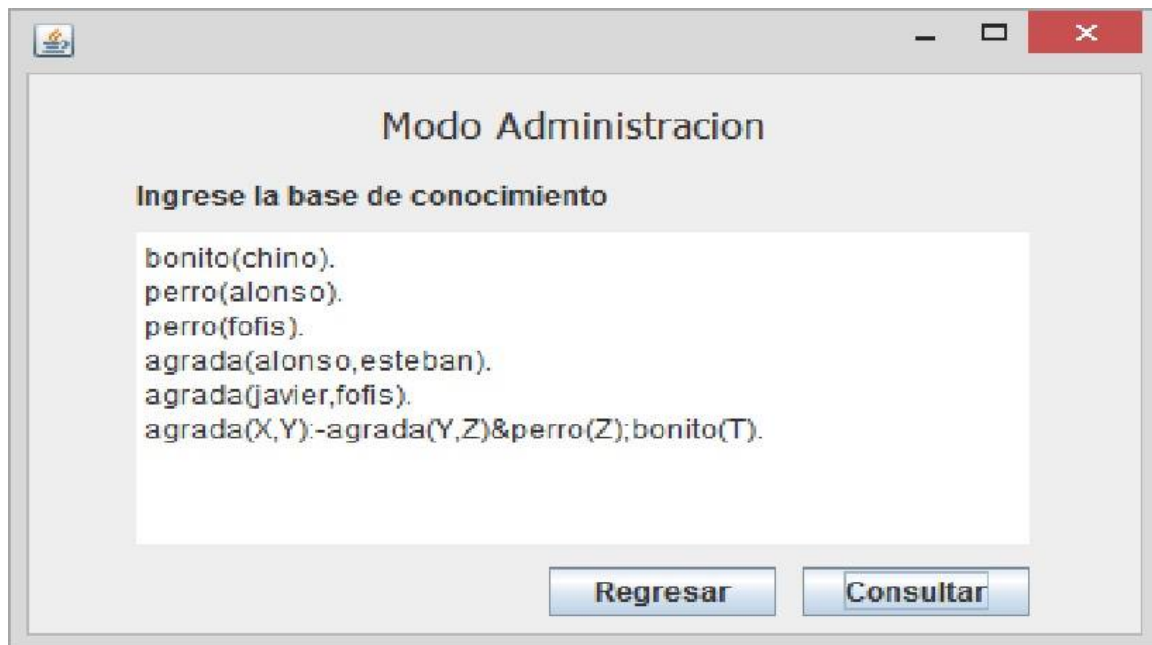 Modo Administracion
Ingrese la base de conocimiento
bonito(chino).
perro(alonso).
perro(fofis).
agrada(alonso,esteban).
agrada(javier,fofis).
agrada(X,Y):-agrada(Y,Z)&perro(Z);bonito(T).
Regresar
Consultar